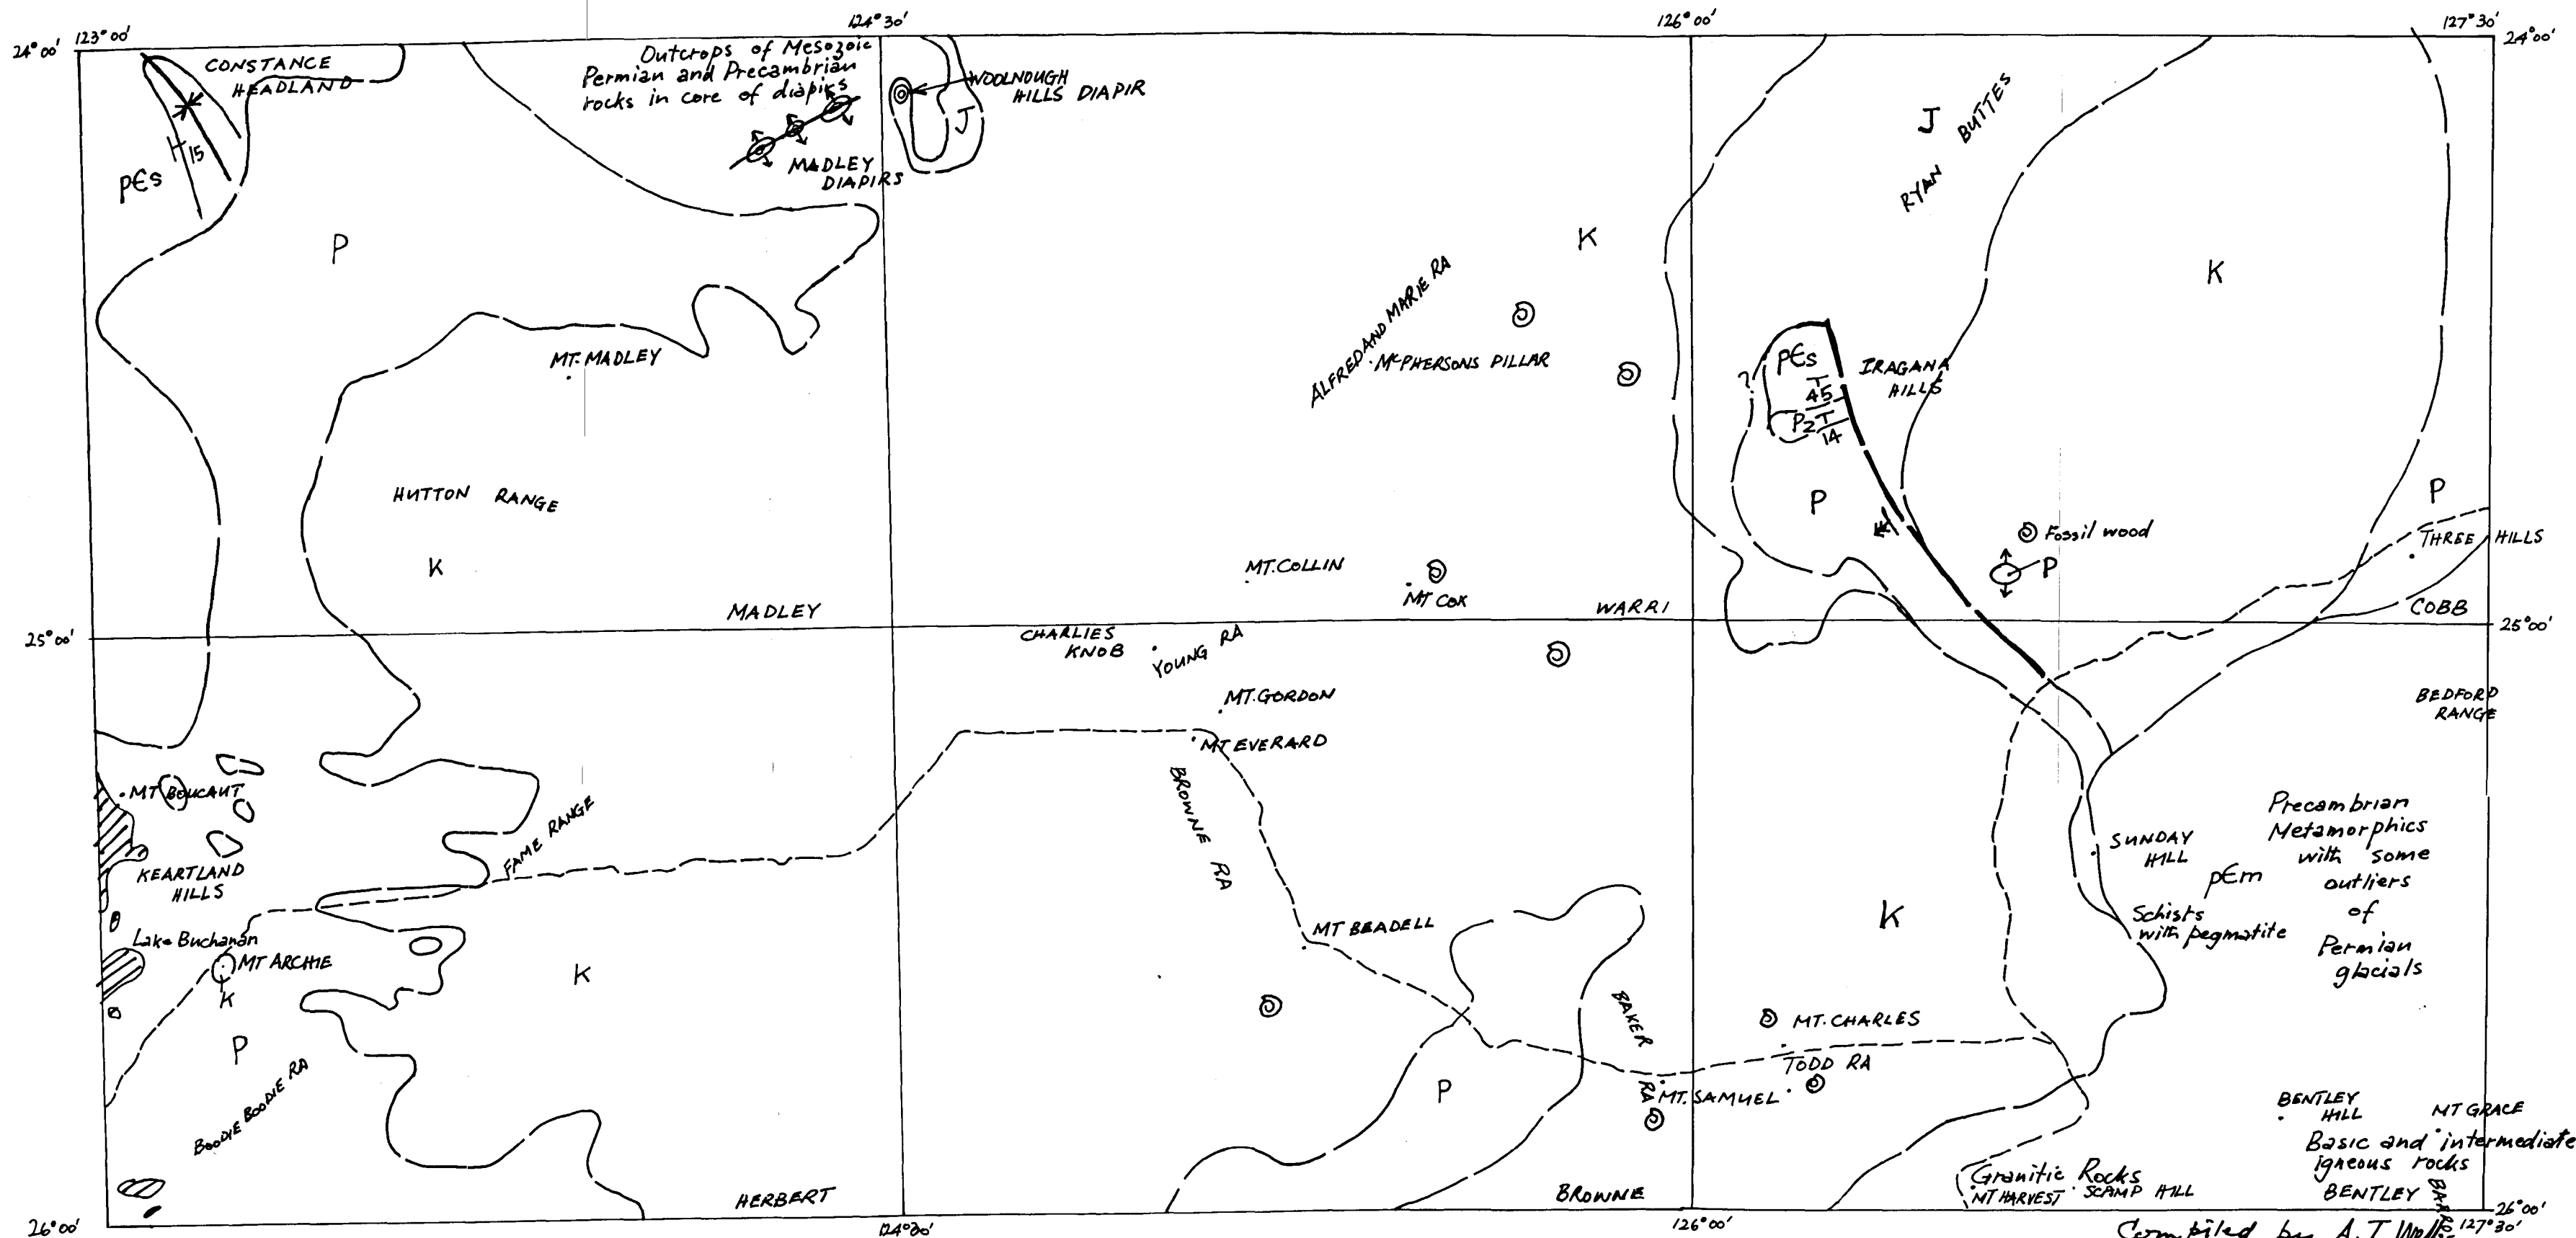 124°30'
126°00'
127°30'
24°00'
123°00'
24°00'
CONSTANCE
HEADLAND
Outcrops of Mesozoic
Permian and Precambrian
rocks in core of diapirs
WOOLNOUGH
HILLS DIAPIR
J
MADLEY
DIAPIRS
15
p€s
P
J
RYAN BUTTES
K
K
ALFRED AND MARIE RA
McPHERSONS PILLAR
MT. MADLEY
p€s
?
45
Pz
14
IRAGANA
HILLS
HUTTON RANGE
K
P
P
Fossil wood
THREE HILLS
P
MT. COLLIN
MT COX
MADLEY
WARRI
COBB
25°00'
25°00'
CHARLIES
KNOB
YOUNG RA
MT. GORDON
MT EVERARD
BROWNE RA
BEDFORD
RANGE
MT BOUCAUT
FAME RANGE
KEARTLAND
HILLS
SUNDAY
HILL
p€m
Precambrian
Metamorphics
with some
outliers
of
Permian
glacials
Schists
with pegmatite
Lake Buchanan
MT ARCHIE
K
P
K
MT BEADELL
K
BAKER RA
MT. CHARLES
TODD RA
MT. SAMUEL
P
BOODIE BOODIE RA
BENTLEY
HILL
MT GRACE
Basic and intermediate
igneous rocks
Granitic Rocks
MT HARVEST
SCAMP HILL
HERBERT
BROWNE
BENTLEY
26°00'
124°30'
126°00'
26°00'
127°30'
Compiled by A.T.